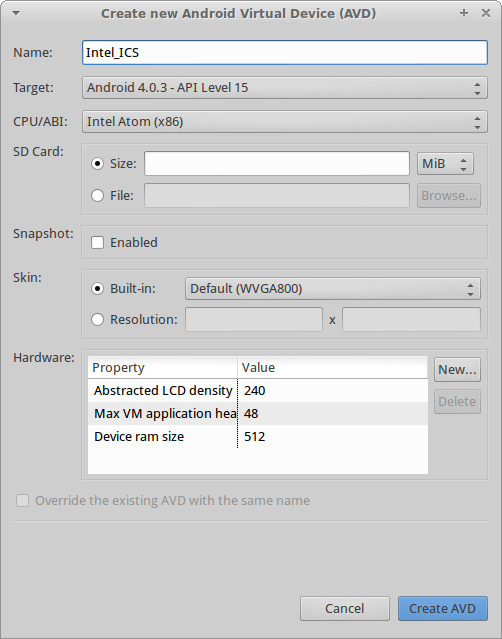 Create new Android Virtual Device (AVD)
Name: Intel_ICS
Target: Android 4.0.3 - API Level 15
CPU/ABI: Intel Atom (x86)
SD Card:
Size: MiB
File: Browse...
Snapshot:
Enabled
Skin:
Built-in: Default (WVGA800)
Resolution: x
Hardware:
Property Value New...
Abstracted LCD density 240
Delete
Max VM application hea 48
Device ram size 512
Override the existing AVD with the same name
Cancel Create AVD